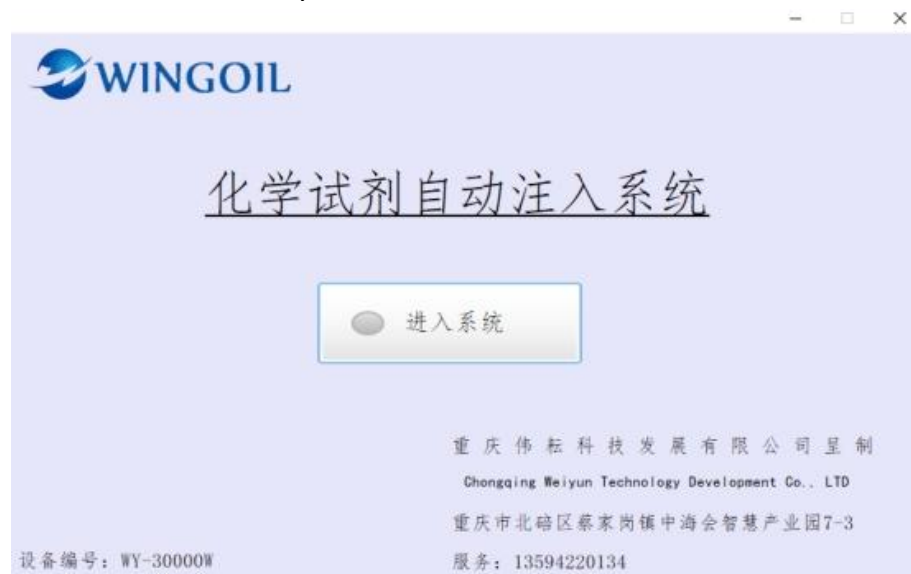 WINGOIL
化学试剂自动注入系统
进入系统
重庆伟耘科技发展有限公司呈制
Chongqing Weiyun Technology Development Co.. LTD
重庆市北碚区蔡家岗镇中海会智慧产业园7-3
设备编号：WY-30000W
服务：13594220134